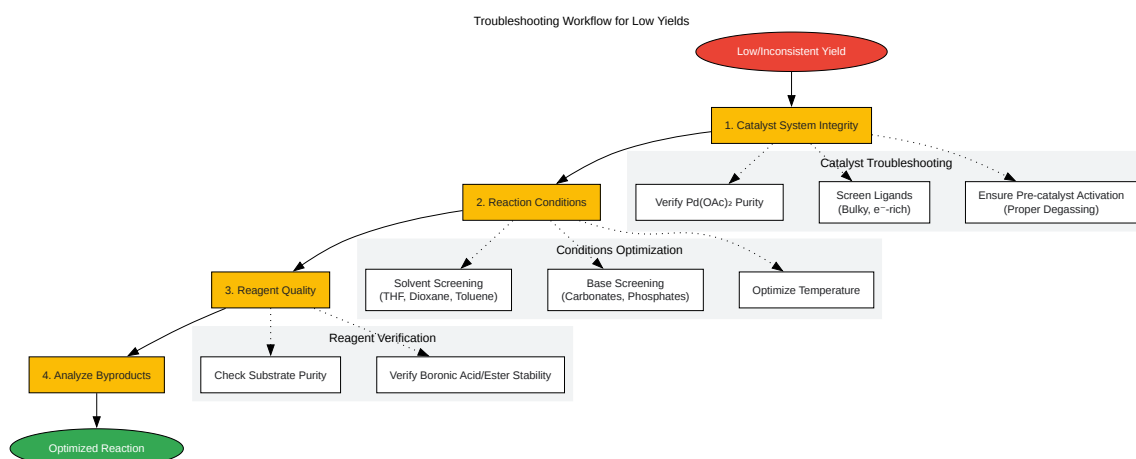 Troubleshooting Workflow for Low Yields
Low/Inconsistent Yield
1. Catalyst System Integrity
Catalyst Troubleshooting
Verify Pd(OAc)₂ Purity
Screen Ligands
(Bulky, e⁻-rich)
Ensure Pre-catalyst Activation
(Proper Degassing)
2. Reaction Conditions
Conditions Optimization
Solvent Screening
(THF, Dioxane, Toluene)
Base Screening
(Carbonates, Phosphates)
Optimize Temperature
3. Reagent Quality
Reagent Verification
Check Substrate Purity
Verify Boronic Acid/Ester Stability
4. Analyze Byproducts
Optimized Reaction